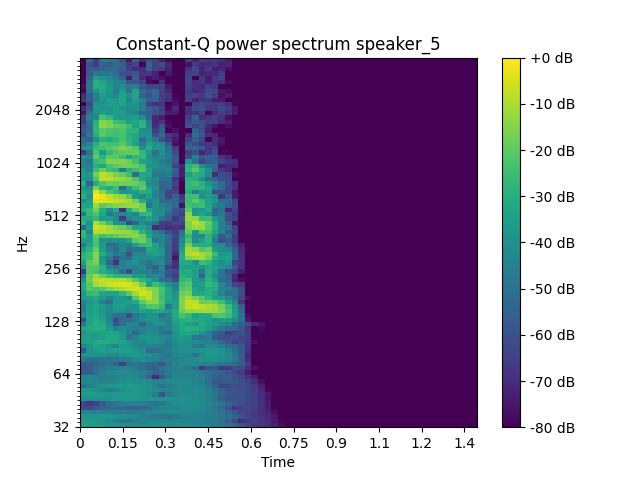 Constant-Q power spectrum speaker_5
Hz
2048
1024
512
256
128
64
32
0 0.15 0.3 0.45 0.6 0.75 0.9 1.1 1.2 1.4
Time
+0 dB
-10 dB
-20 dB
-30 dB
-40 dB
-50 dB
-60 dB
-70 dB
-80 dB